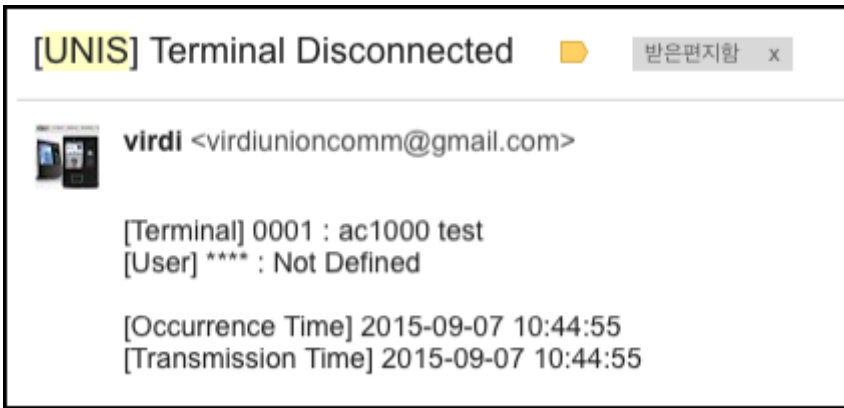 [UNIS] Terminal Disconnected 받은편지함 x
virdi <virdiunioncomm@gmail.com>
[Terminal] 0001 : ac1000 test
[User] **** : Not Defined
[Occurrence Time] 2015-09-07 10:44:55
[Transmission Time] 2015-09-07 10:44:55